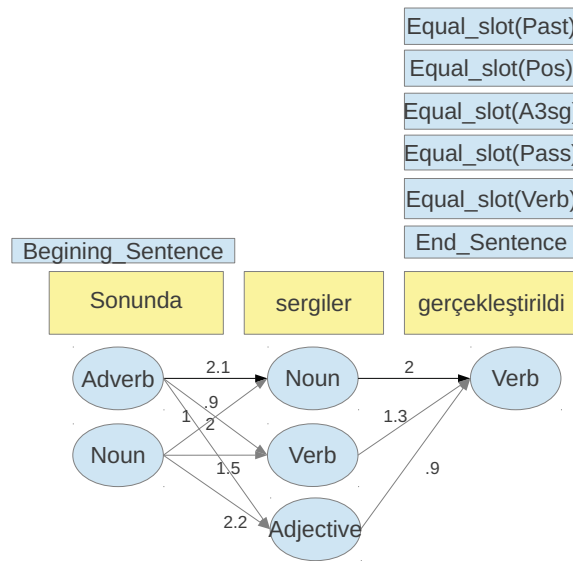 Equal_slot(Past)
Equal_slot(Pos)
Equal_slot(A3sg)
Equal_slot(Pass)
Equal_slot(Verb)
Begining_Sentence
End_Sentence
Sonunda
sergiler
gerçekleştirildi
Adverb
2.1
Noun
2
Verb
.9
1
2
1.3
Noun
Verb
1.5
.9
2.2
Adjective